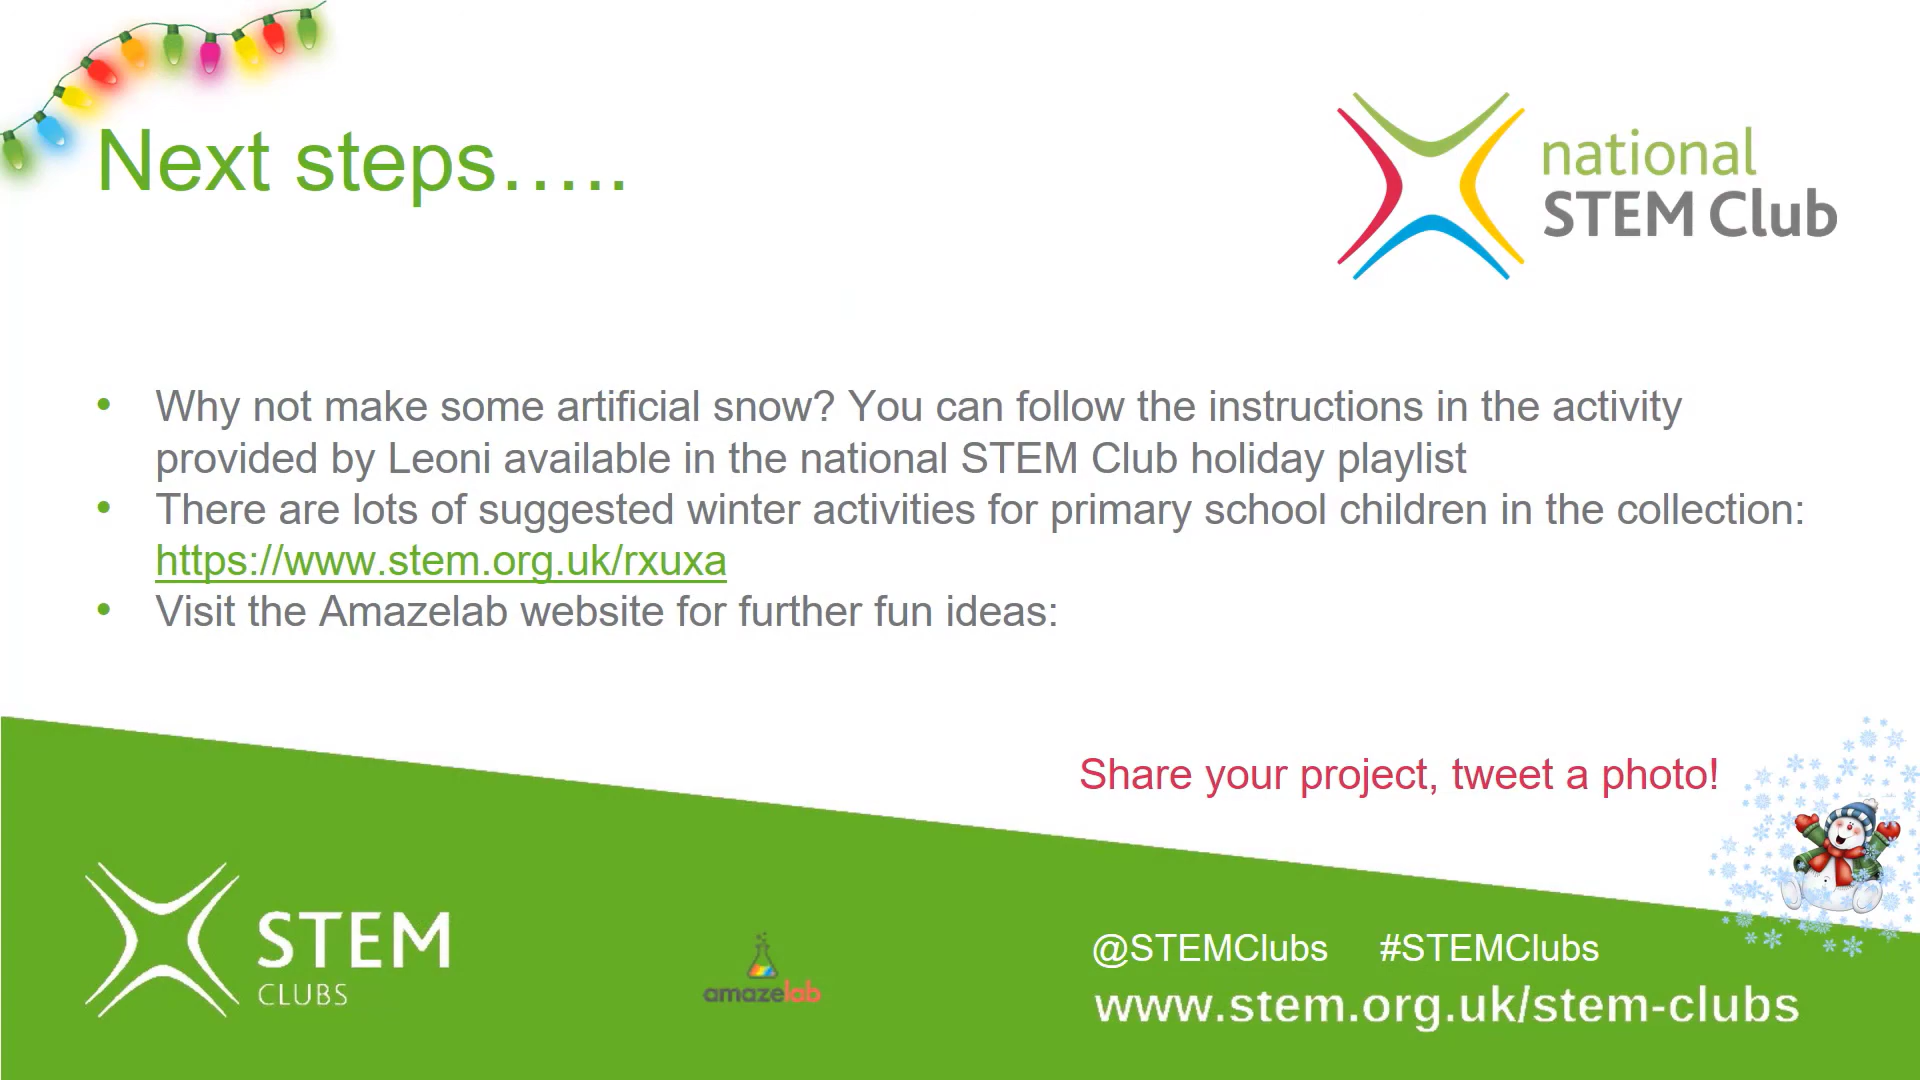 Next steps…..
national
STEM Club
• Why not make some artificial snow? You can follow the instructions in the activity
provided by Leoni available in the national STEM Club holiday playlist
• There are lots of suggested winter activities for primary school children in the collection:
https://www.stem.org.uk/rxuxa
• Visit the Amazelab website for further fun ideas:
Share your project, tweet a photo!
STEM
CLUBS
amazelab
@STEMClubs #STEMClubs
www.stem.org.uk/stem-clubs